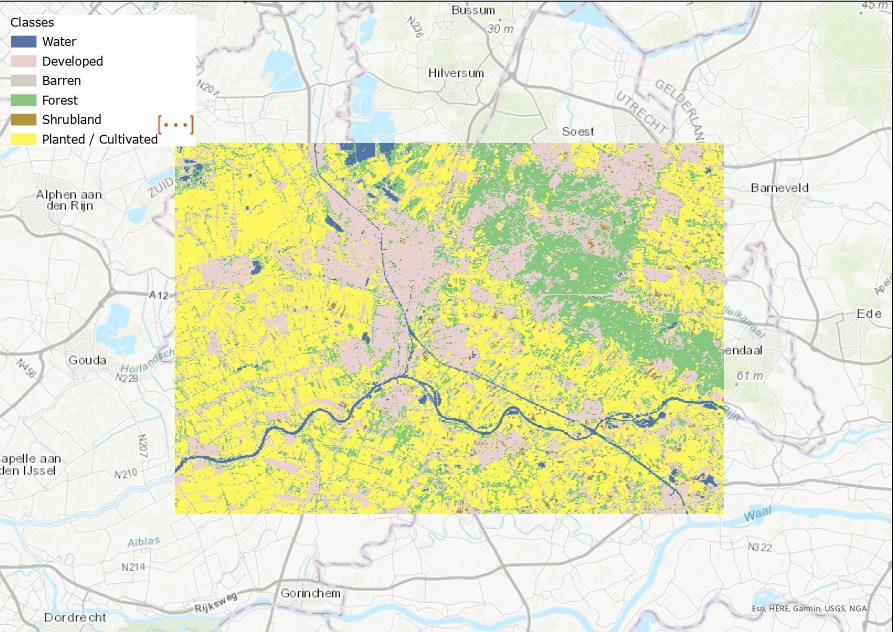 Classes
Water
Developed
Barren
Forest
Shrubland
[...]
Planted / Cultivated
Bussum
30 m
45 m
N236
Hilversum
N201
UTRECHT
GELDERLAN
Soest
Alphen aan
den Rijn
ZUID
Barneveld
A12
Ede
Gouda
Hollandsch
N456
N228
endaal
61 m
N207
apelle aan
den IJssel
N210
Waal
Alblas
N322
N214
Rijksweg
Gorinchem
Dordrecht
Esri, HERE, Garmin, USGS, NGA